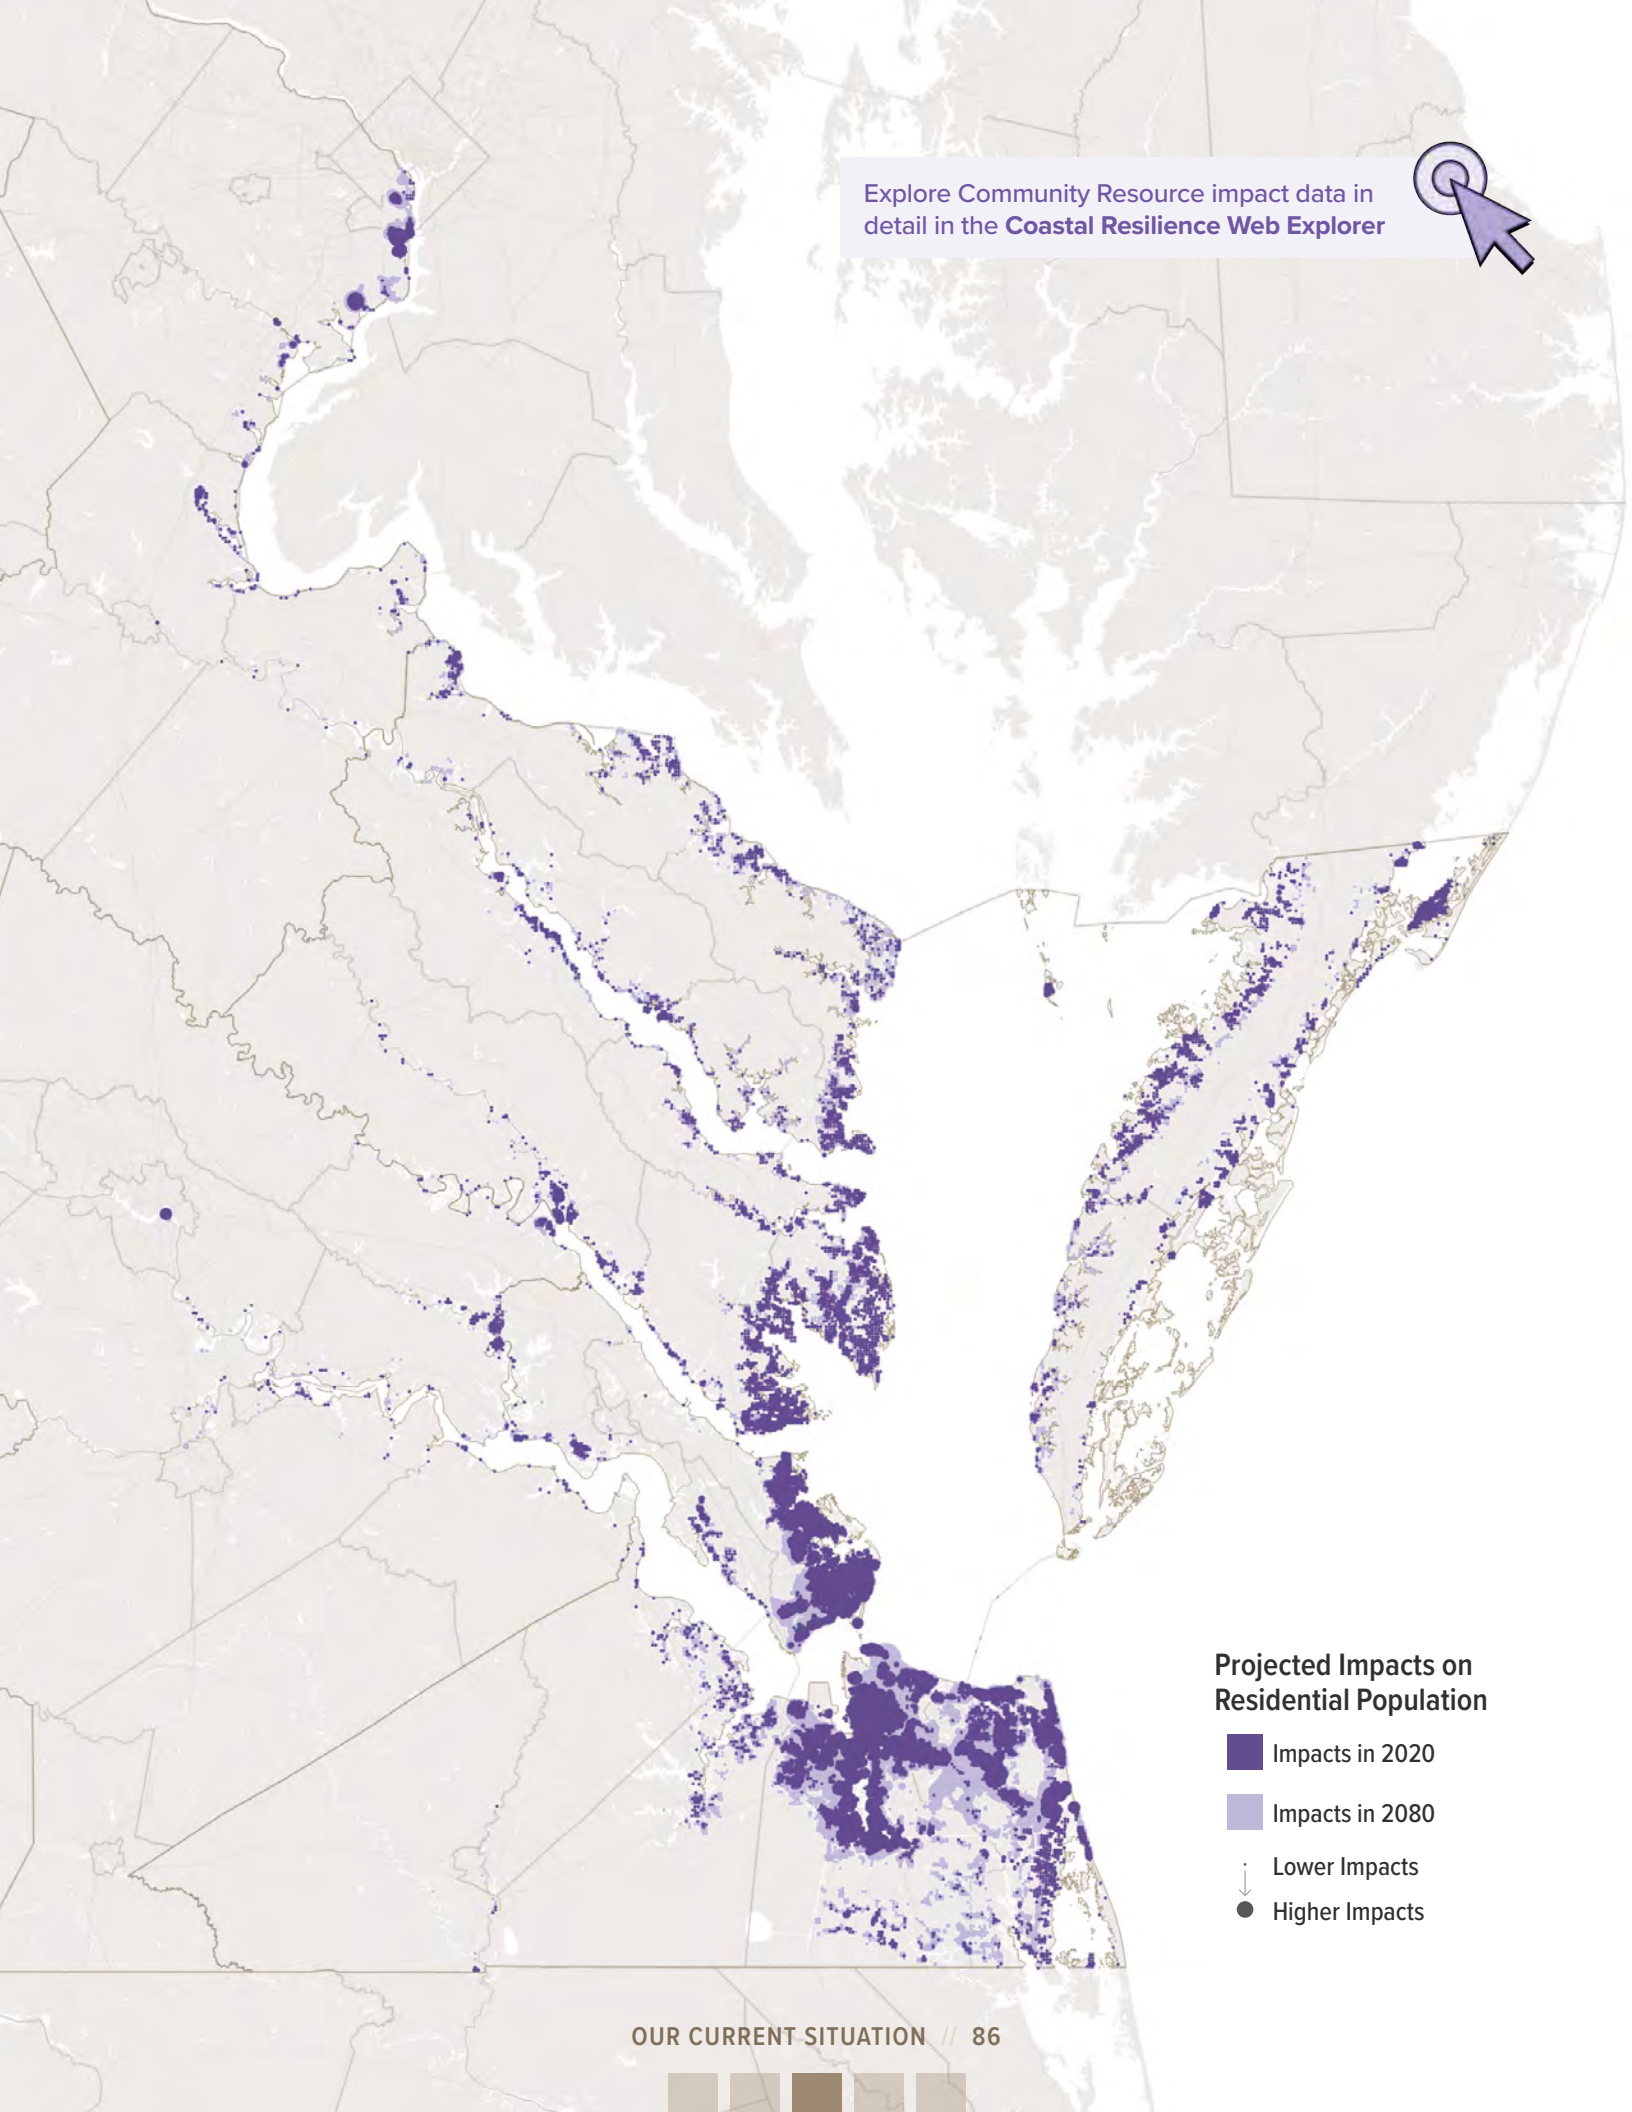 Explore Community Resource impact data in
detail in the Coastal Resilience Web Explorer
Projected Impacts on
Residential Population
Impacts in 2020
Impacts in 2080
Lower Impacts
Higher Impacts
OUR CURRENT SITUATION // 86